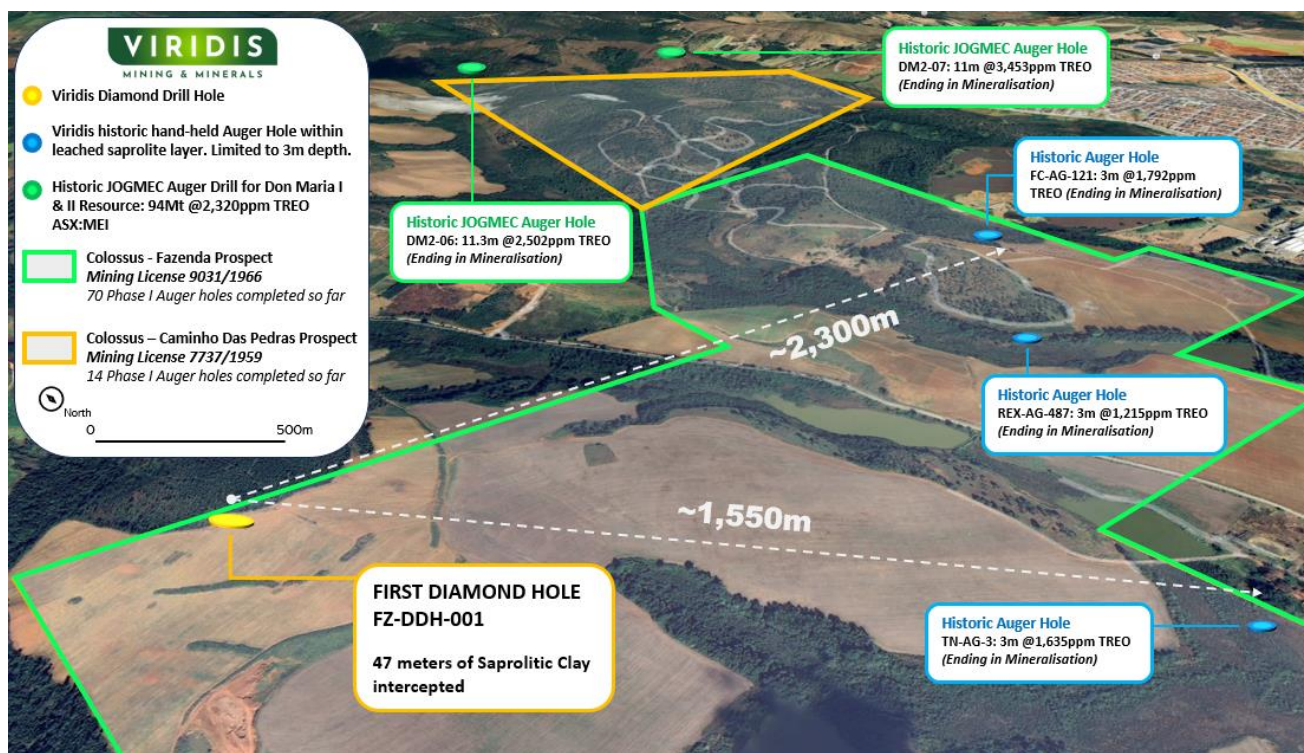 VIRIDIS
MINING & MINERALS
Viridis Diamond Drill Hole
Viridis historic hand-held Auger Hole within
leached saprolite layer. Limited to 3m depth.
Historic JOGMEC Auger Drill for Don Maria I
& II Resource: 94Mt @2,320ppm TREO
ASX:MEI
Colossus - Fazenda Prospect
Mining License 9031/1966
70 Phase I Auger holes completed so far
Colossus – Caminho Das Pedras Prospect
Mining License 7737/1959
14 Phase I Auger holes completed so far
North
0 500m
Historic JOGMEC Auger Hole
DM2-07: 11m @3,453ppm TREO
(Ending in Mineralisation)
Historic Auger Hole
FC-AG-121: 3m @1,792ppm
TREO (Ending in Mineralisation)
Historic JOGMEC Auger Hole
DM2-06: 11.3m @2,502ppm TREO
(Ending in Mineralisation)
~2,300m
Historic Auger Hole
REX-AG-487: 3m @1,215ppm TREO
(Ending in Mineralisation)
~1,550m
FIRST DIAMOND HOLE
FZ-DDH-001
47 meters of Saprolitic Clay
intercepted
Historic Auger Hole
TN-AG-3: 3m @1,635ppm TREO
(Ending in Mineralisation)